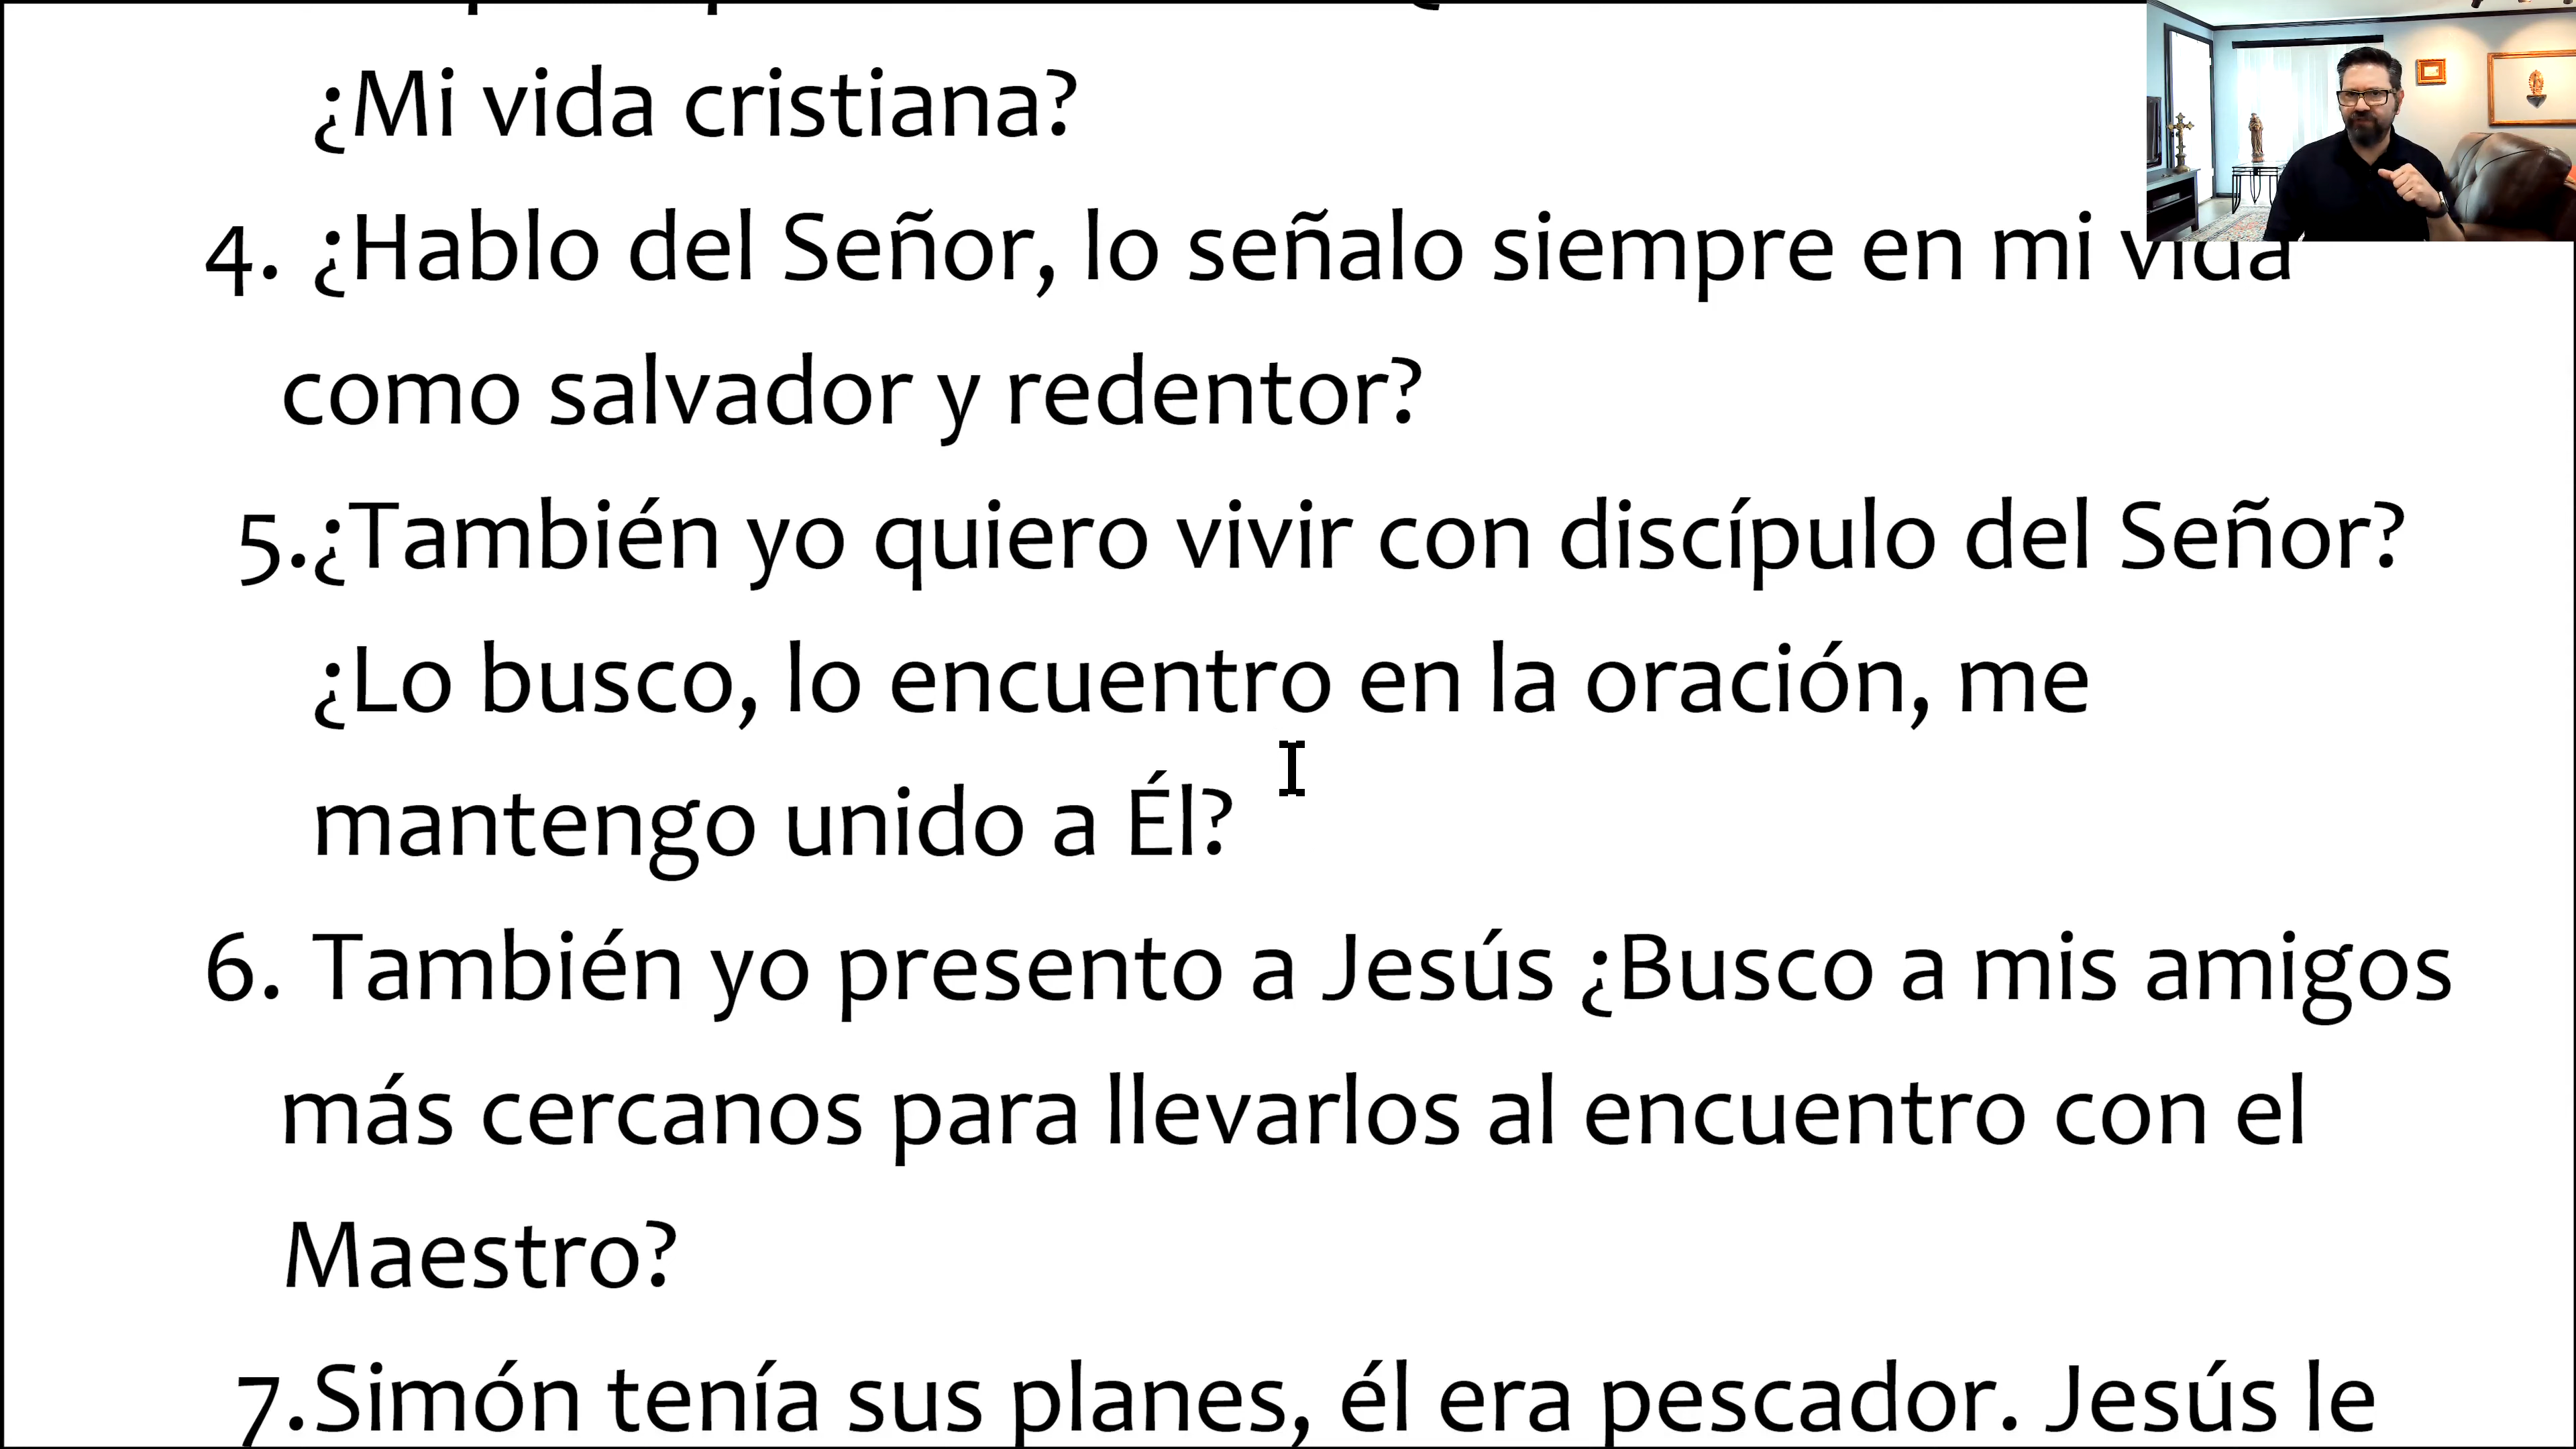 ¿Mi vida cristiana?
4. ¿Hablo del Señor, lo señalo siempre en mi vida
como salvador y redentor?
5.¿También yo quiero vivir con discípulo del Señor?
¿Lo busco, lo encuentro en la oración, me
mantengo unido a Él?
6. También yo presento a Jesús ¿Busco a mis amigos
más cercanos para llevarlos al encuentro con el
Maestro?
7.Simón tenía sus planes, él era pescador. Jesús le